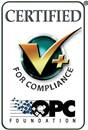 CERTIFIED
V+
FOR COMPLIANCE
OPC
FOUNDATION